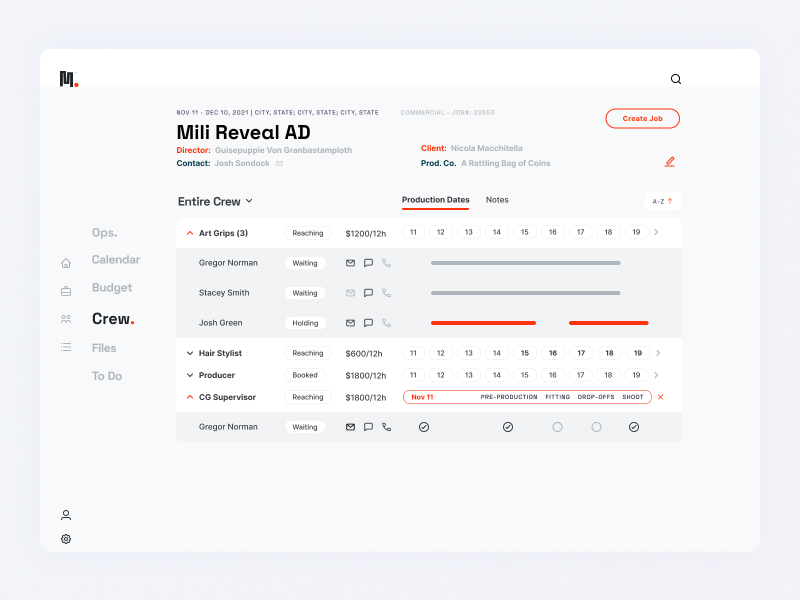 M.
NOV 11 - DEC 10, 2021 | CITY, STATE; CITY, STATE; CITY, STATE
COMMERCIAL - JOB#: 22553
Mili Reveal AD
Create Job
Director: Guisepuppie Von Granbastamploth
Client: Nicola Macchitella
Contact: Josh Sondock
Prod. Co. A Rattling Bag of Coins
Entire Crew
Production Dates
Notes
A-Z
Ops.
Calendar
Budget
Crew.
Files
To Do
Art Grips (3) Reaching $1200/12h 11 12 13 14 15 16 17 18 19
Gregor Norman Waiting
Stacey Smith Waiting
Josh Green Holding
Hair Stylist Reaching $600/12h 11 12 13 14 15 16 17 18 19
Producer Booked $1800/12h 11 12 13 14 15 16 17 18 19
CG Supervisor Reaching $1800/12h Nov 11 PRE-PRODUCTION FITTING DROP-OFFS SHOOT
Gregor Norman Waiting